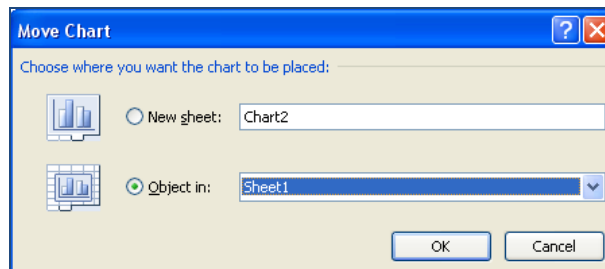 Move Chart
Choose where you want the chart to be placed:
New sheet: Chart2
Object in: Sheet1
OK Cancel